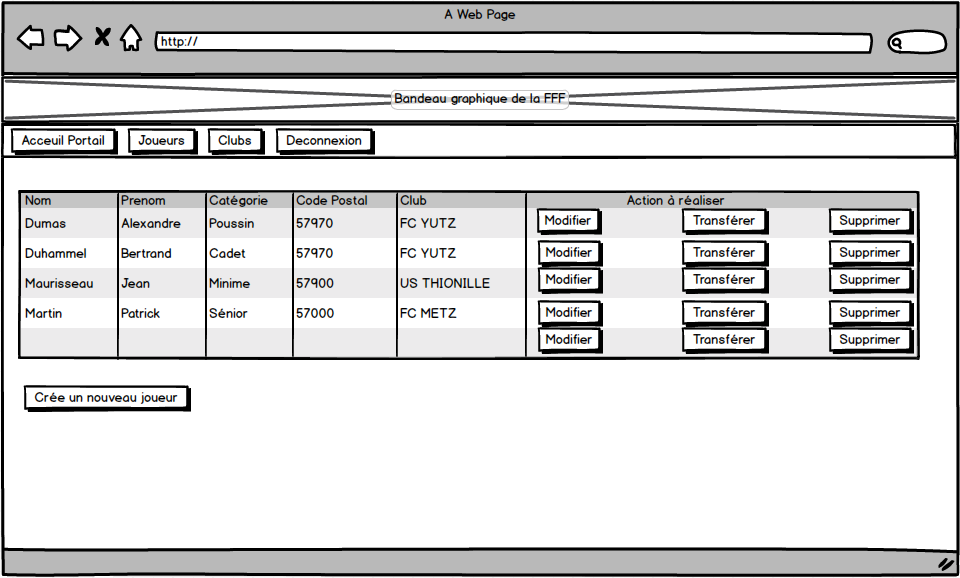 A Web Page
http://
Bandeau graphique de la FFF
Acceuil Portail Joueurs Clubs Deconnexion
Nom Prenom Catégorie Code Postal Club Action à réaliser
Dumas Alexandre Poussin 57970 FC YUTZ Modifier Transférer Supprimer
Duhammel Bertrand Cadet 57970 FC YUTZ Modifier Transférer Supprimer
Maurisseau Jean Minime 57900 US THIONILLE Modifier Transférer Supprimer
Martin Patrick Sénior 57000 FC METZ Modifier Transférer Supprimer
Modifier Transférer Supprimer
Crée un nouveau joueur